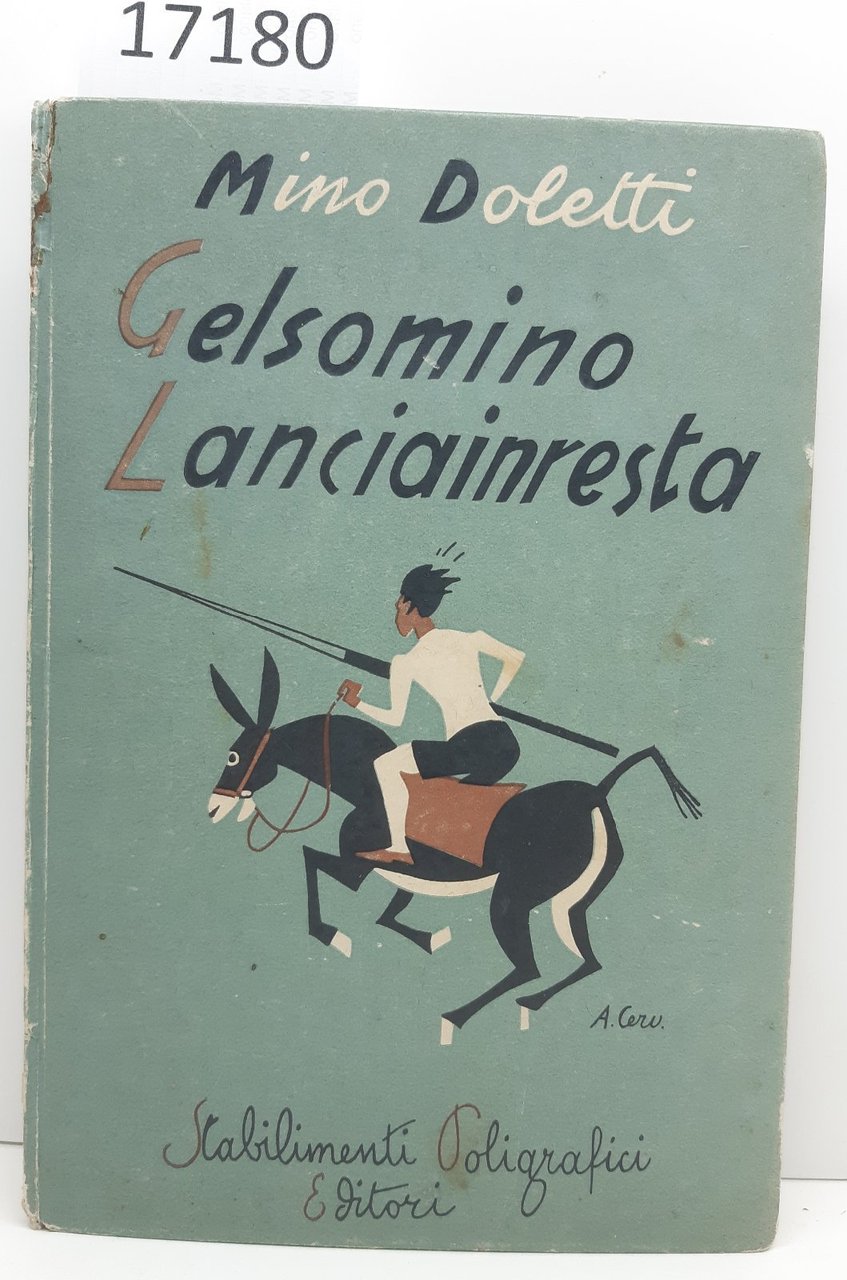 17180
Mino Doletti
Gelsomino
Lanciainresta
A. Cerv.
Stabilimenti Poligrafici
Editori